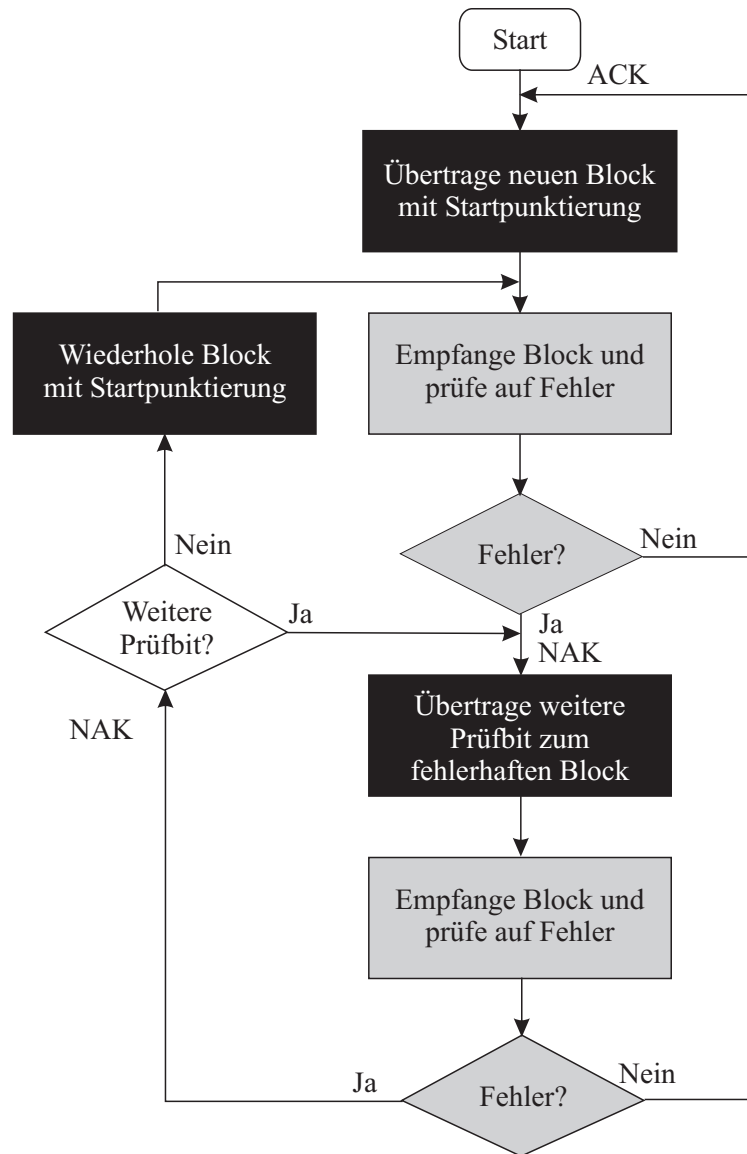 Start
ACK
Übertrage neuen Block
mit Startpunktierung
Wiederhole Block
mit Startpunktierung
Empfange Block und
prüfe auf Fehler
Fehler?
Nein
Nein
Weitere
Prüfbit?
Ja
Ja
NAK
NAK
Übertrage weitere
Prüfbit zum
fehlerhaften Block
Empfange Block und
prüfe auf Fehler
Ja
Fehler?
Nein